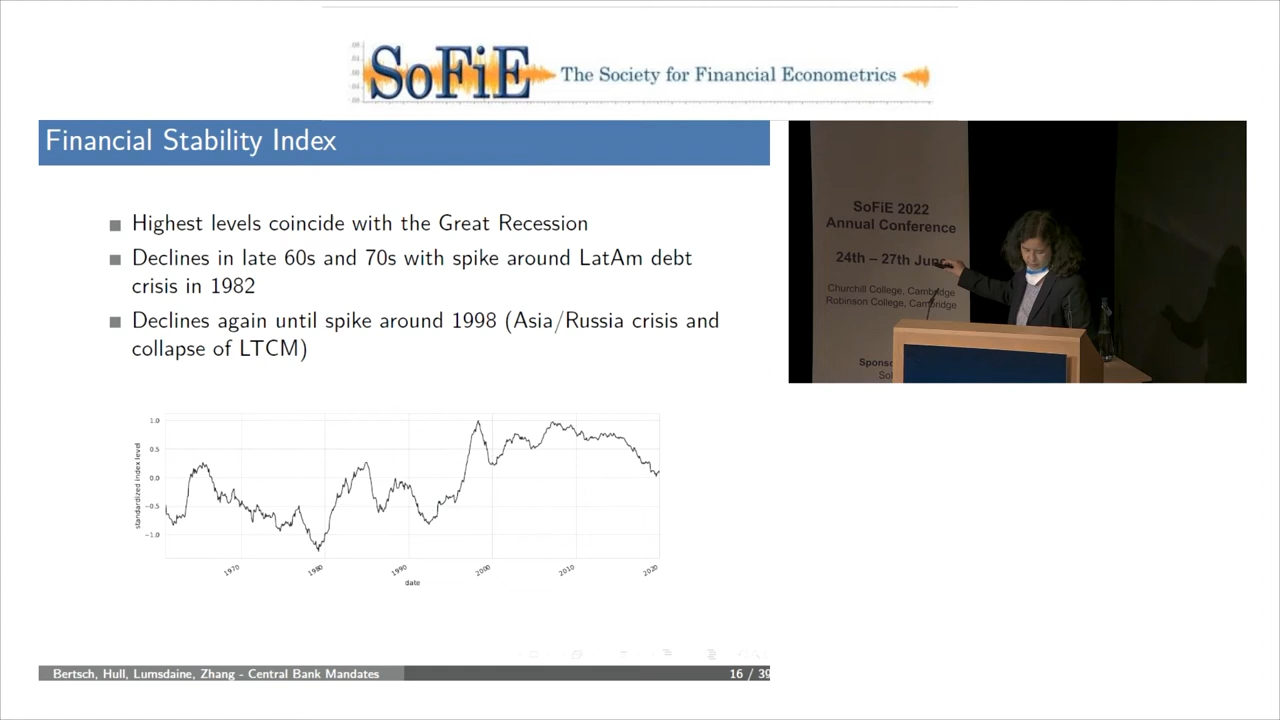 SoFiE The Society for Financial Econometrics
Financial Stability Index
Highest levels coincide with the Great Recession
Declines in late 60s and 70s with spike around LatAm debt
crisis in 1982
Declines again until spike around 1998 (Asia/Russia crisis and
collapse of LTCM)
standardized index level
1.0
0.5
0.0
−0.5
−1.0
1970
1980
1990
2000
2010
2020
date
Bertsch, Hull, Lumsdaine, Zhang - Central Bank Mandates
16 / 39
SoFiE 2022
Annual Conference
24th – 27th June
Churchill College, Cambridge
Robinson College, Cambridge